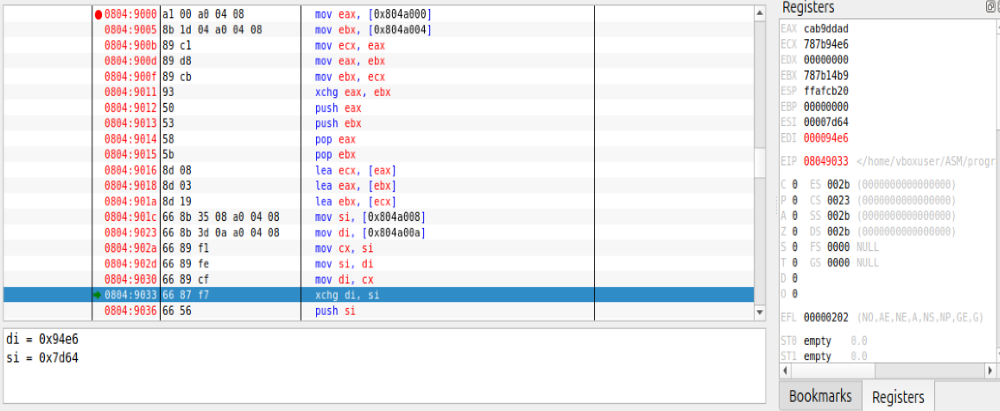 0804:9000 a1 00 a0 04 08 mov eax, [0x804a000]
0804:9005 8b 1d 04 a0 04 08 mov ebx, [0x804a004]
0804:900b 89 c1 mov ecx, eax
0804:900d 89 d8 mov eax, ebx
0804:900f 89 cb mov ebx, ecx
0804:9011 93 xchg eax, ebx
0804:9012 50 push eax
0804:9013 53 push ebx
0804:9014 58 pop eax
0804:9015 5b pop ebx
0804:9016 8d 08 lea ecx, [eax]
0804:9018 8d 03 lea eax, [ebx]
0804:901a 8d 19 lea ebx, [ecx]
0804:901c 66 8b 35 08 a0 04 08 mov si, [0x804a008]
0804:9023 66 8b 3d 0a a0 04 08 mov di, [0x804a00a]
0804:902a 66 89 f1 mov cx, si
0804:902d 66 89 fe mov si, di
0804:9030 66 89 cf mov di, cx
0804:9033 66 87 f7 xchg di, si
0804:9036 66 56 push si
di = 0x94e6
si = 0x7d64
Registers
EAX cab9ddad
ECX 787b94e6
EDX 00000000
EBX 787b14b9
ESP ffafcb20
EBP 00000000
ESI 00007d64
EDI 000094e6
EIP 08049033 </home/vboxuser/ASM/progr
C 0 ES 002b (0000000000000000)
P 0 CS 0023 (0000000000000000)
A 0 SS 002b (0000000000000000)
Z 0 DS 002b (0000000000000000)
S 0 FS 0000 NULL
T 0 GS 0000 NULL
D 0
O 0
EFL 00000202 (NO,AE,NE,A,NS,NP,GE,G)
ST0 empty 0.0
ST1 empty 0.0
Bookmarks Registers